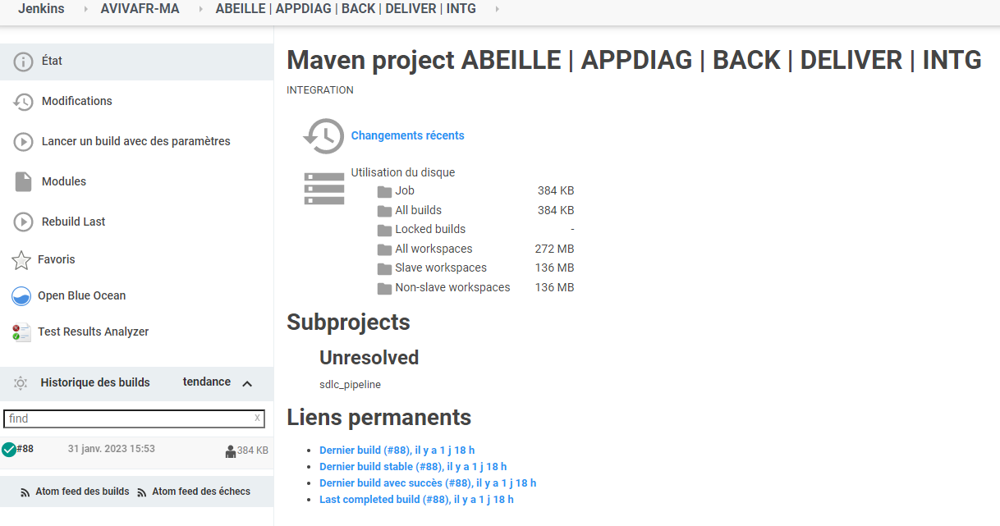 Jenkins AVIVAFR-MA ABEILLE | APPDIAG | BACK | DELIVER | INTG
État
Modifications
Lancer un build avec des paramètres
Modules
Rebuild Last
Favoris
Open Blue Ocean
Test Results Analyzer
Historique des builds tendance
find X
#88 31 janv. 2023 15:53 384 KB
Atom feed des builds Atom feed des échecs
Maven project ABEILLE | APPDIAG | BACK | DELIVER | INTG
INTEGRATION
Changements récents
Utilisation du disque
Job 384 KB
All builds 384 KB
Locked builds -
All workspaces 272 MB
Slave workspaces 136 MB
Non-slave workspaces 136 MB
Subprojects
Unresolved
sdlc_pipeline
Liens permanents
Dernier build (#88), il y a 1 j 18 h
Dernier build stable (#88), il y a 1 j 18 h
Dernier build avec succès (#88), il y a 1 j 18 h
Last completed build (#88), il y a 1 j 18 h